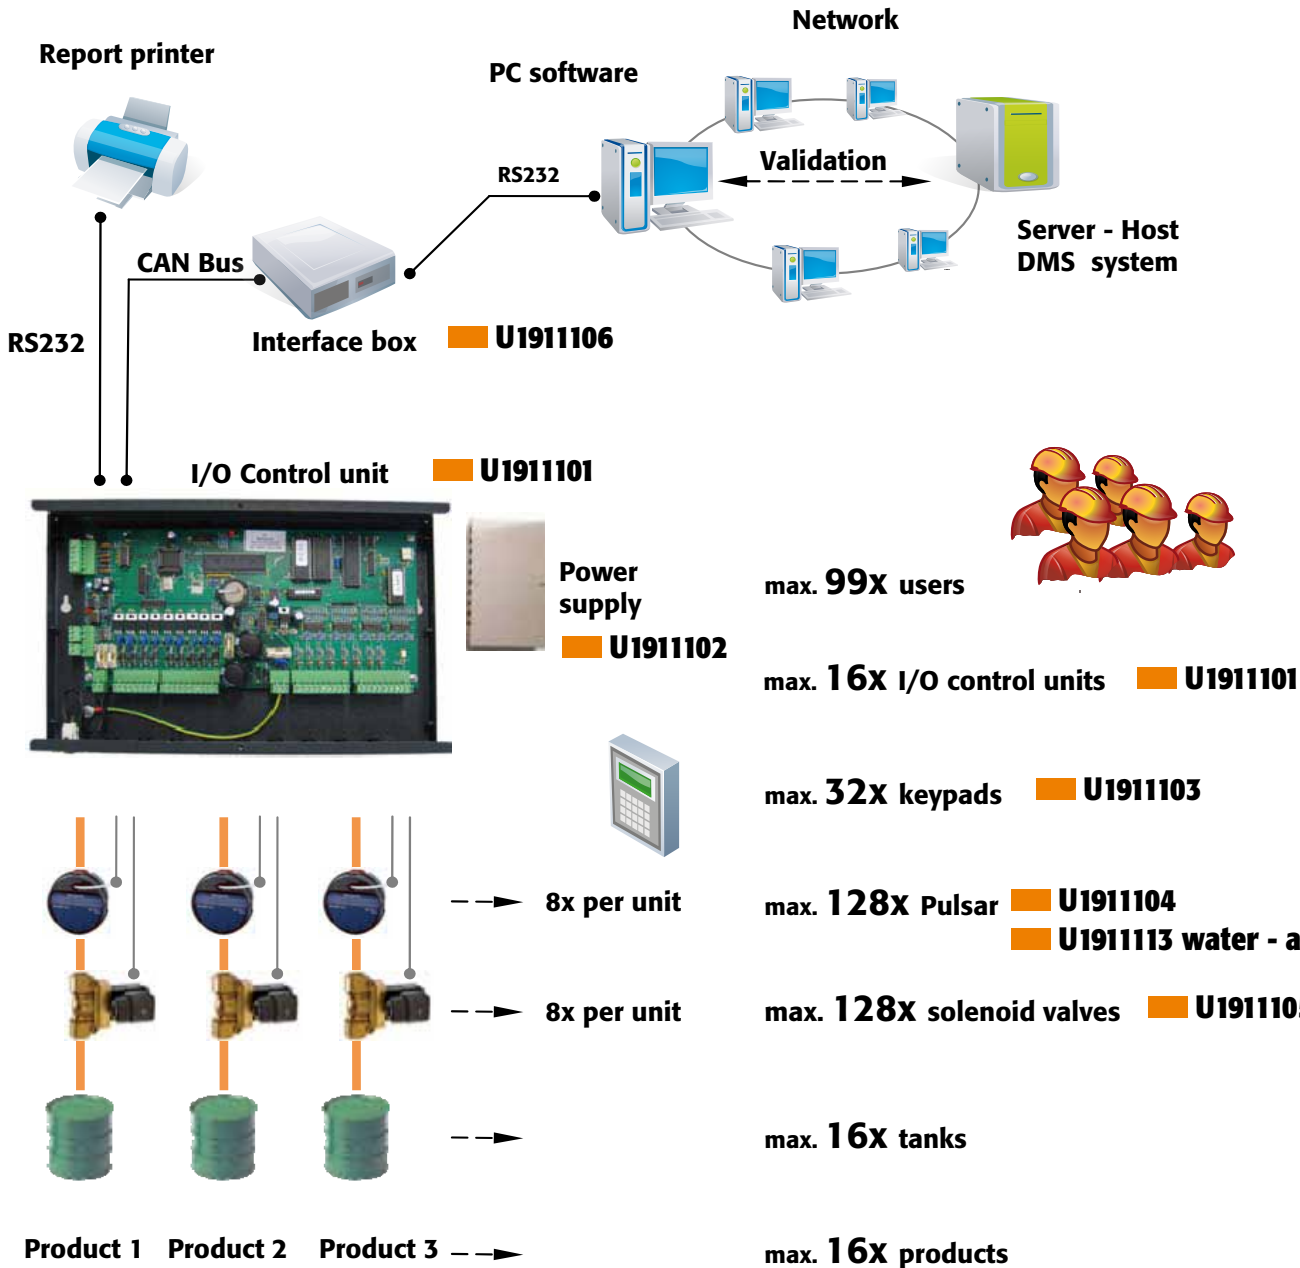 Network
Report printer
PC software
Validation
RS232
Server - Host
DMS system
CAN Bus
RS232
Interface box U1911106
I/O Control unit U1911101
Power
supply
U1911102
max. 99x users
max. 16x I/O control units U1911101
max. 32x keypads U1911103
8x per unit max. 128x Pulsar U1911104
U1911113 water - a
8x per unit max. 128x solenoid valves U191110
max. 16x tanks
Product 1 Product 2 Product 3 max. 16x products